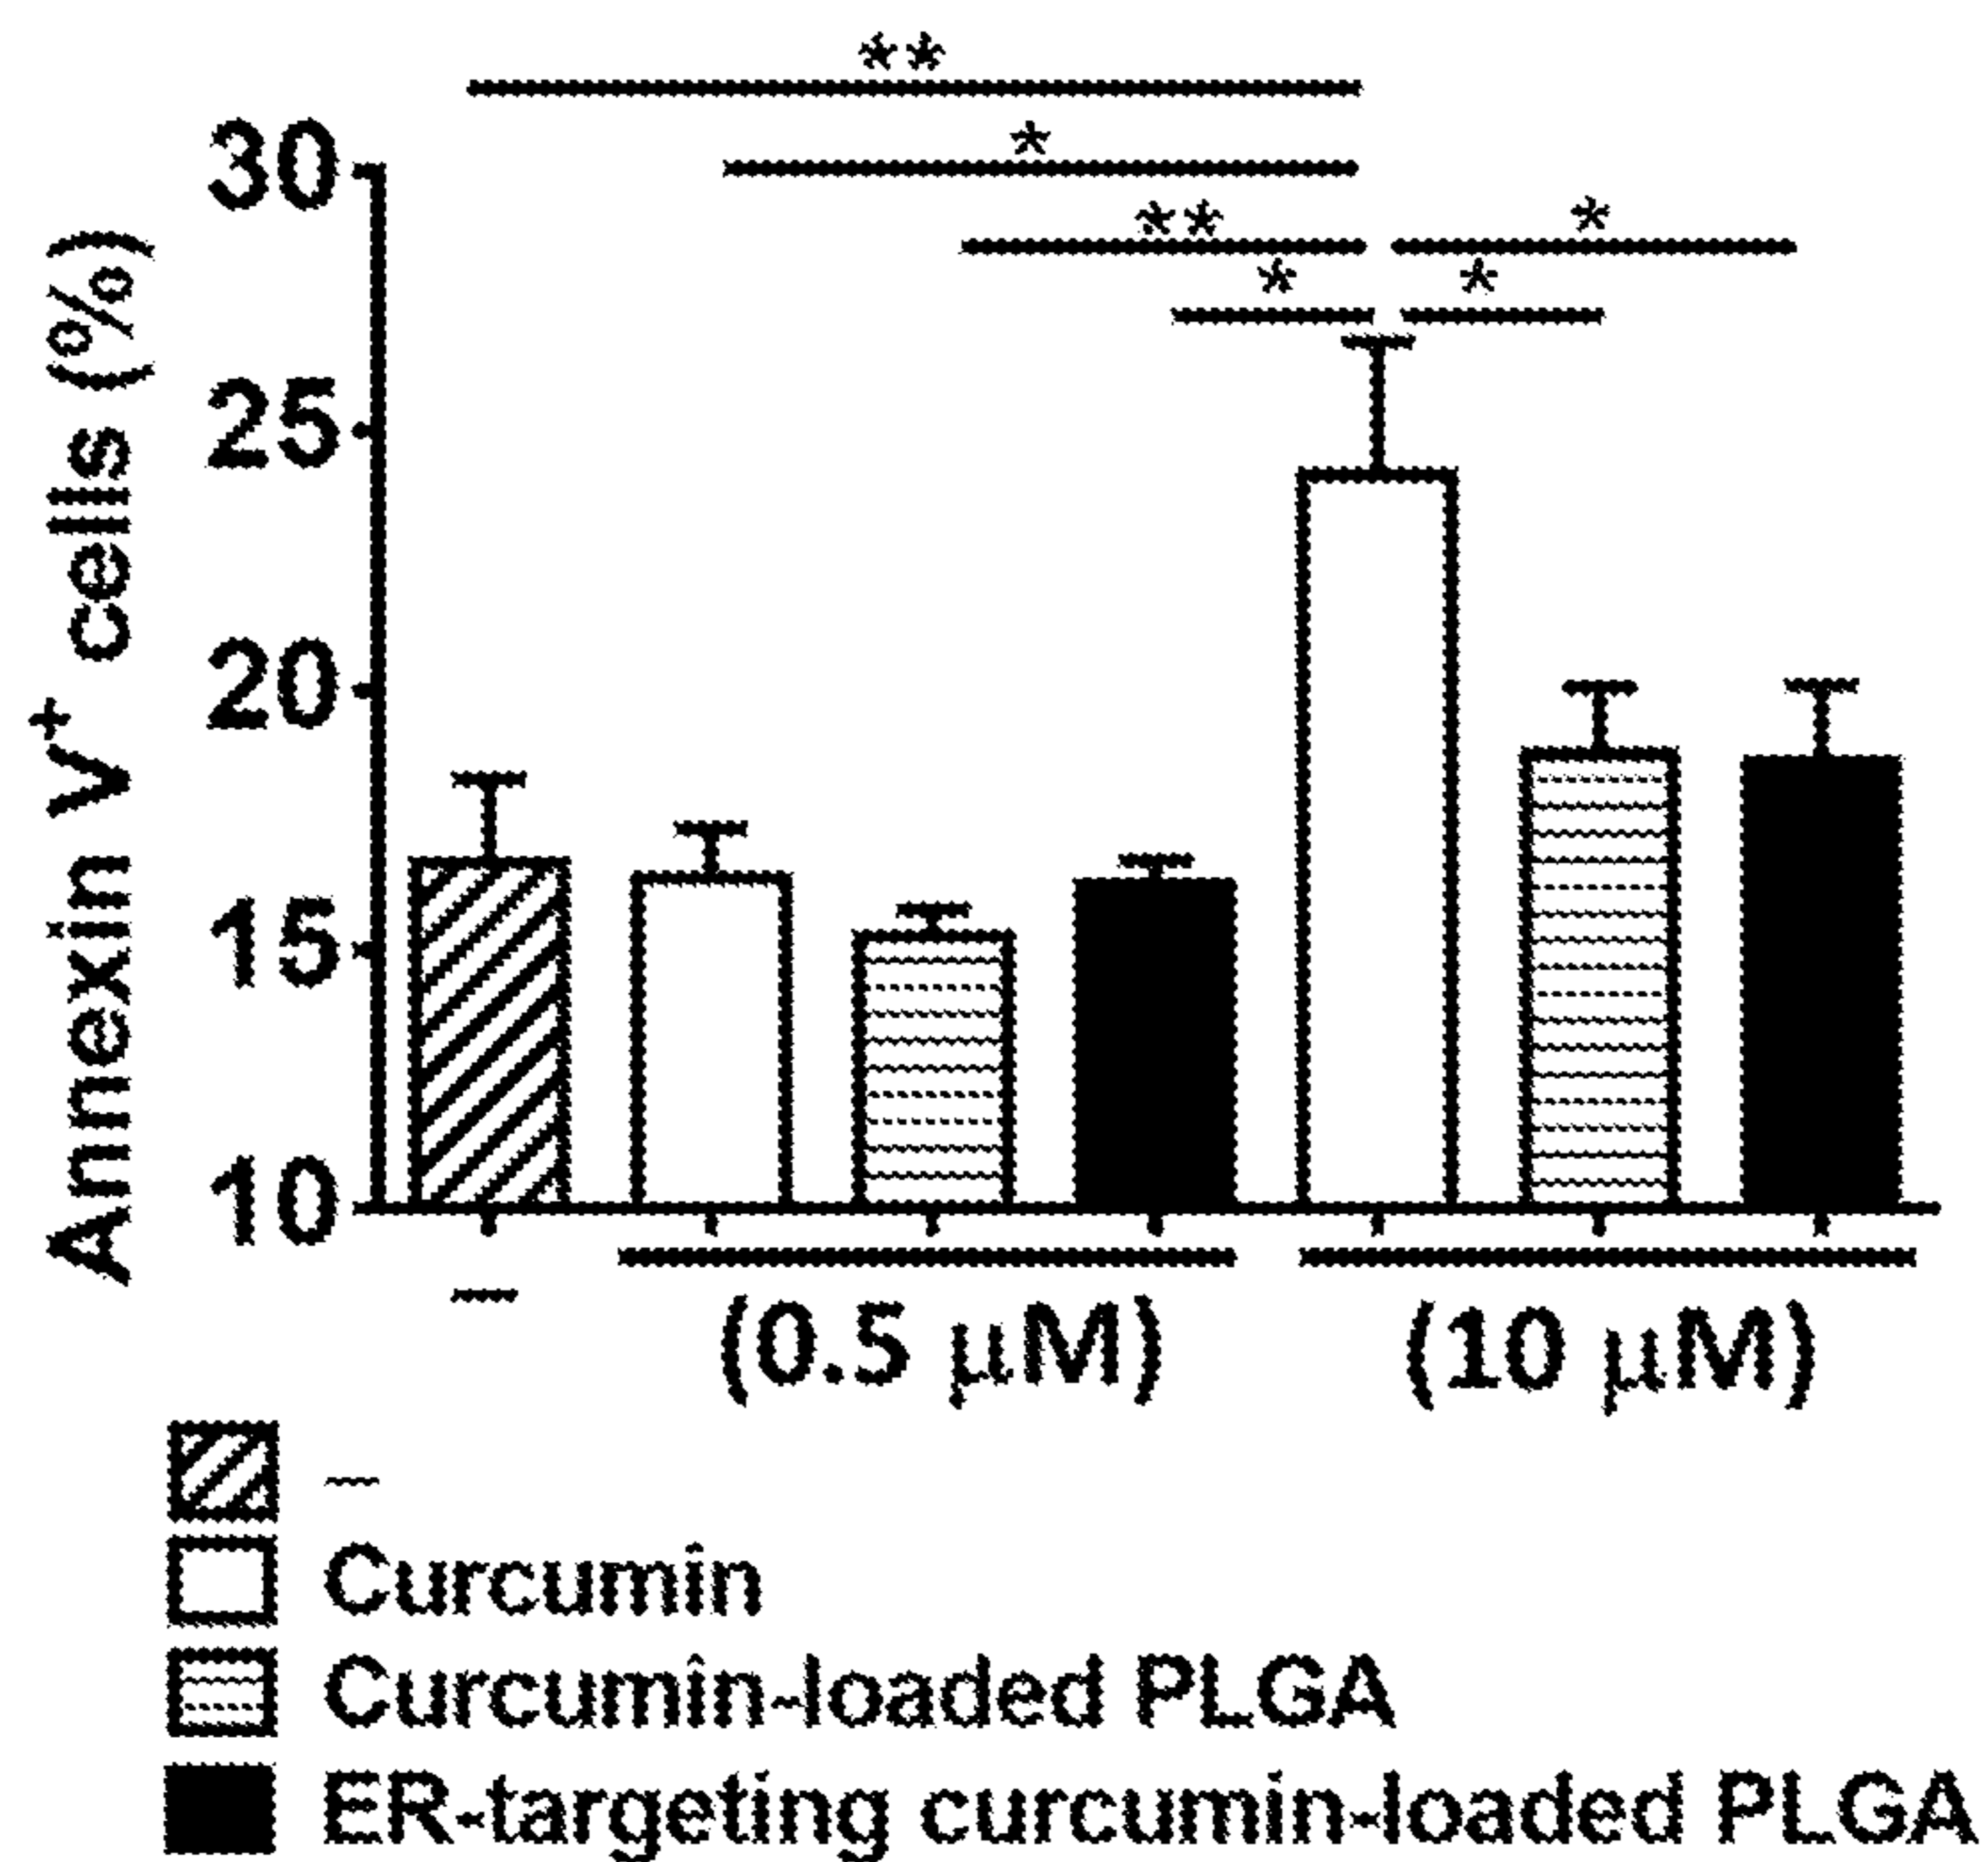 **
*
** *
* *
30
25
20
15
10
Annexin V+ cells (%)
–
(0.5 µM) (10 µM)
–
Curcumin
Curcumin-loaded PLGA
ER-targeting curcumin-loaded PLGA